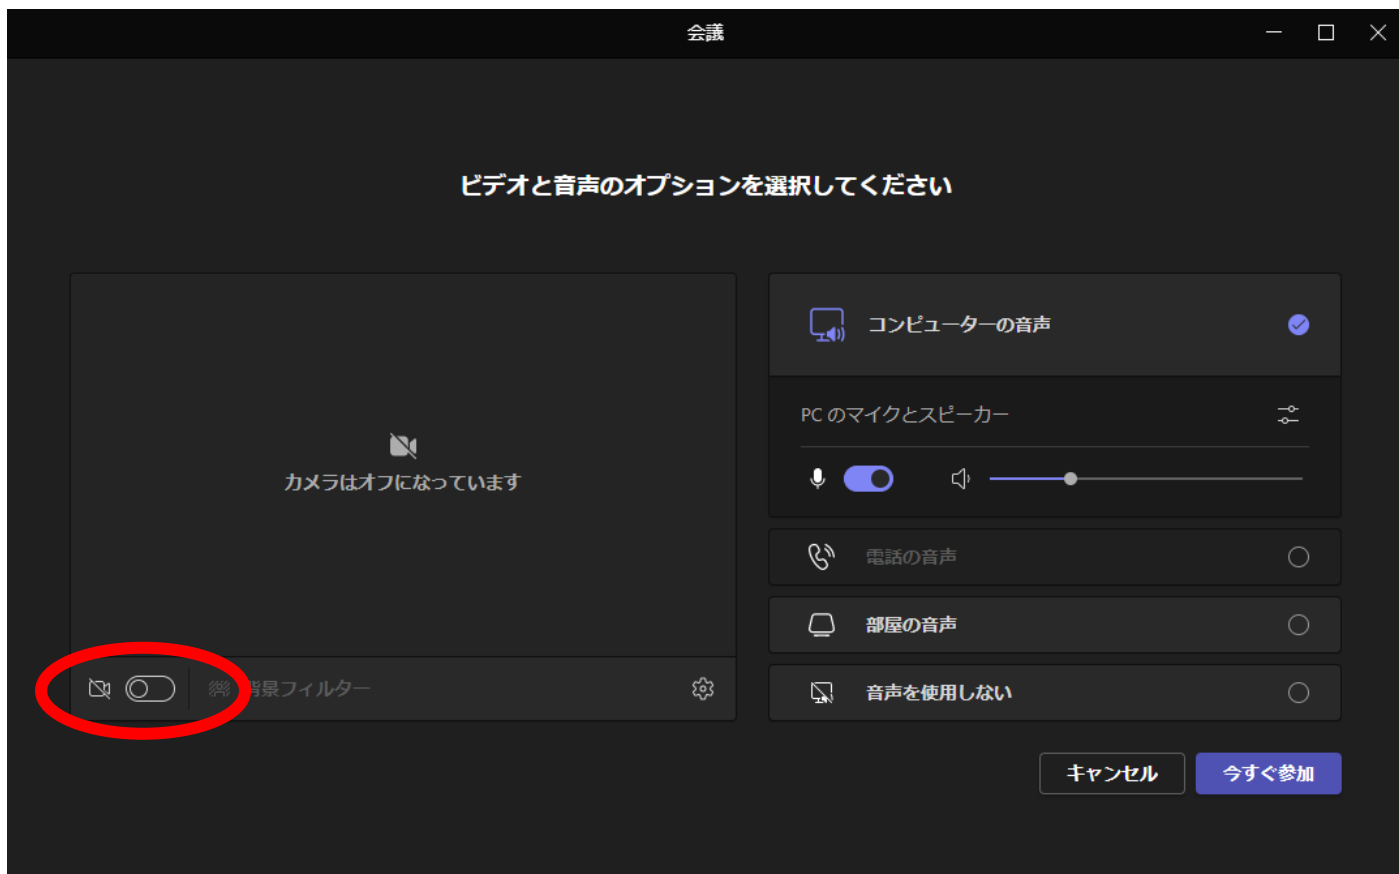 会議
ビデオと音声のオプションを選択してください
カメラはオフになっています
背景フィルター
コンピューターの音声
PC のマイクとスピーカー
電話の音声
部屋の音声
音声を使用しない
キャンセル
今すぐ参加